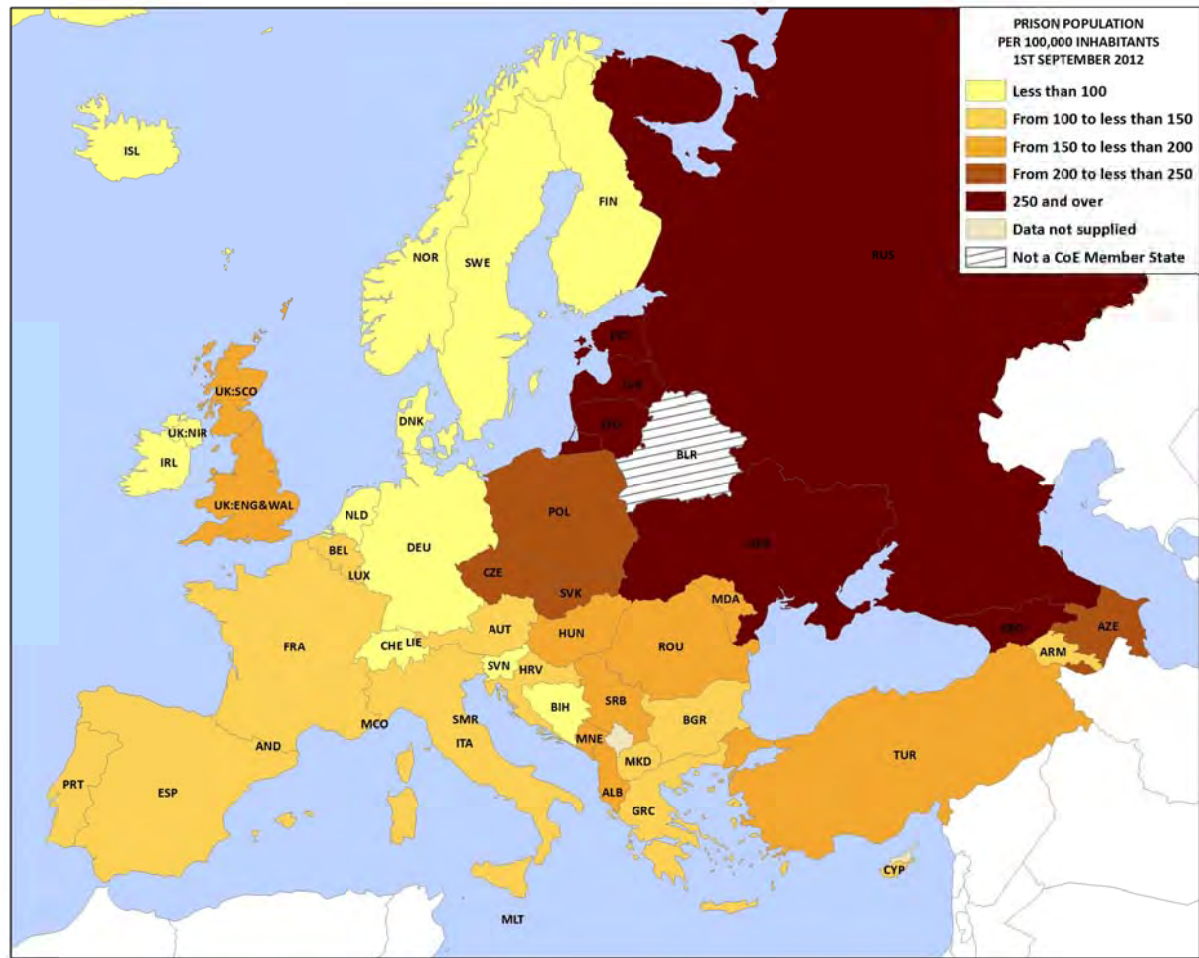 PRISON POPULATION
PER 100,000 INHABITANTS
1ST SEPTEMBER 2012
Less than 100
From 100 to less than 150
From 150 to less than 200
From 200 to less than 250
250 and over
Data not supplied
Not a CoE Member State
ISL
FIN
RUS
NOR
SWE
UK:SCO
DNK
UK:NIR
IRL
BLR
UK:ENG&WAL
NLD
POL
DEU
BEL
LUX
CZE
SVK
MDA
AUT
HUN
FRA
CHE
LIE
ROU
AZE
SVN
HRV
ARM
BIH
SRB
MCO
SMR
BGR
MNE
ITA
AND
MKD
TUR
PRT
ESP
ALB
GRC
CYP
MLT